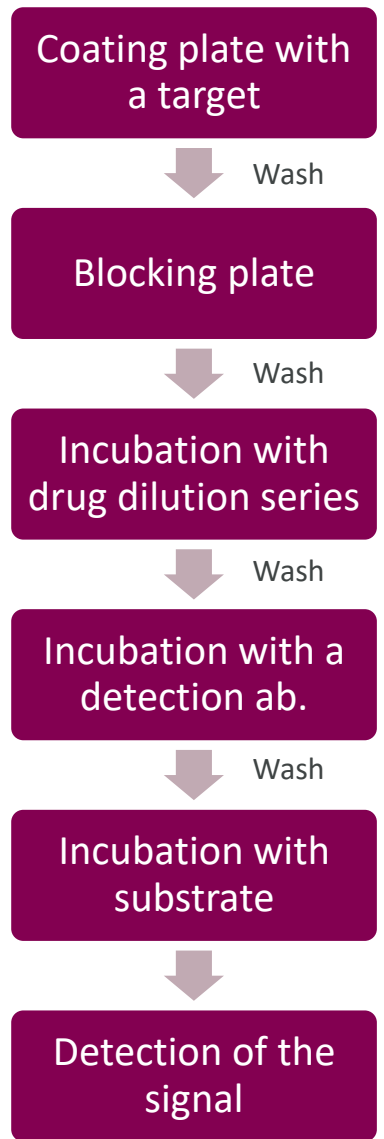 Coating plate with
a target
Wash
Blocking plate
Wash
Incubation with
drug dilution series
Wash
Incubation with a
detection ab.
Wash
Incubation with
substrate
Detection of the
signal